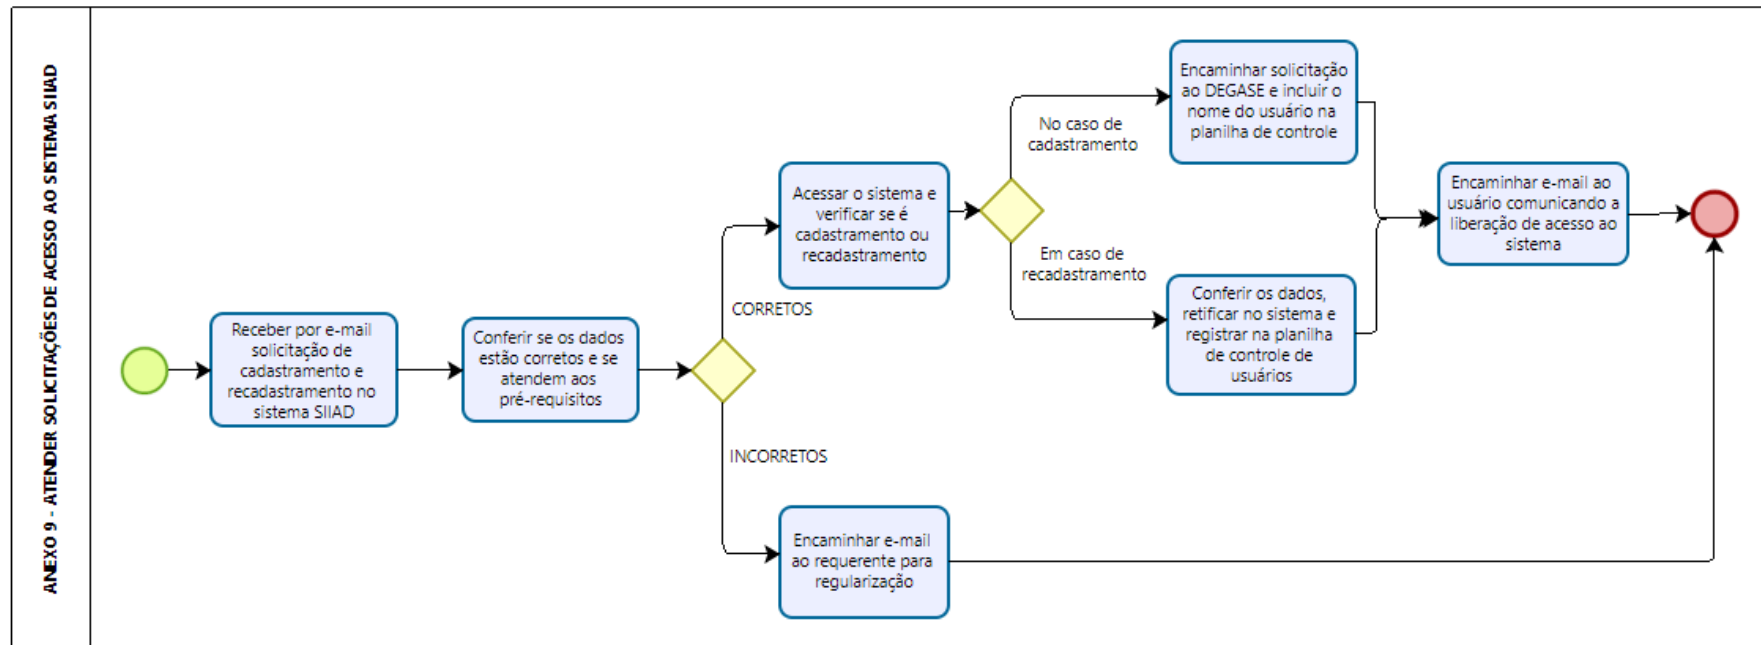 ANEXO 9 - ATENDER SOLICITAÇÕES DE ACESSO AO SISTEMA SIIAD
Receber por e-mail
solicitação de
cadastramento e
recadastramento no
sistema SIIAD
Conferir se os dados
estão corretos e se
atendem aos
pré-requisitos
CORRETOS
INCORRETOS
Acessar o sistema e
verificar se é
cadastramento ou
recadastramento
Encaminhar e-mail
ao requerente para
regularização
No caso de
cadastramento
Em caso de
recadastramento
Encaminhar solicitação
ao DEGASE e incluir o
nome do usuário na
planilha de controle
Conferir os dados,
retificar no sistema e
registrar na planilha
de controle de
usuários
Encaminhar e-mail ao
usuário comunicando a
liberação de acesso ao
sistema